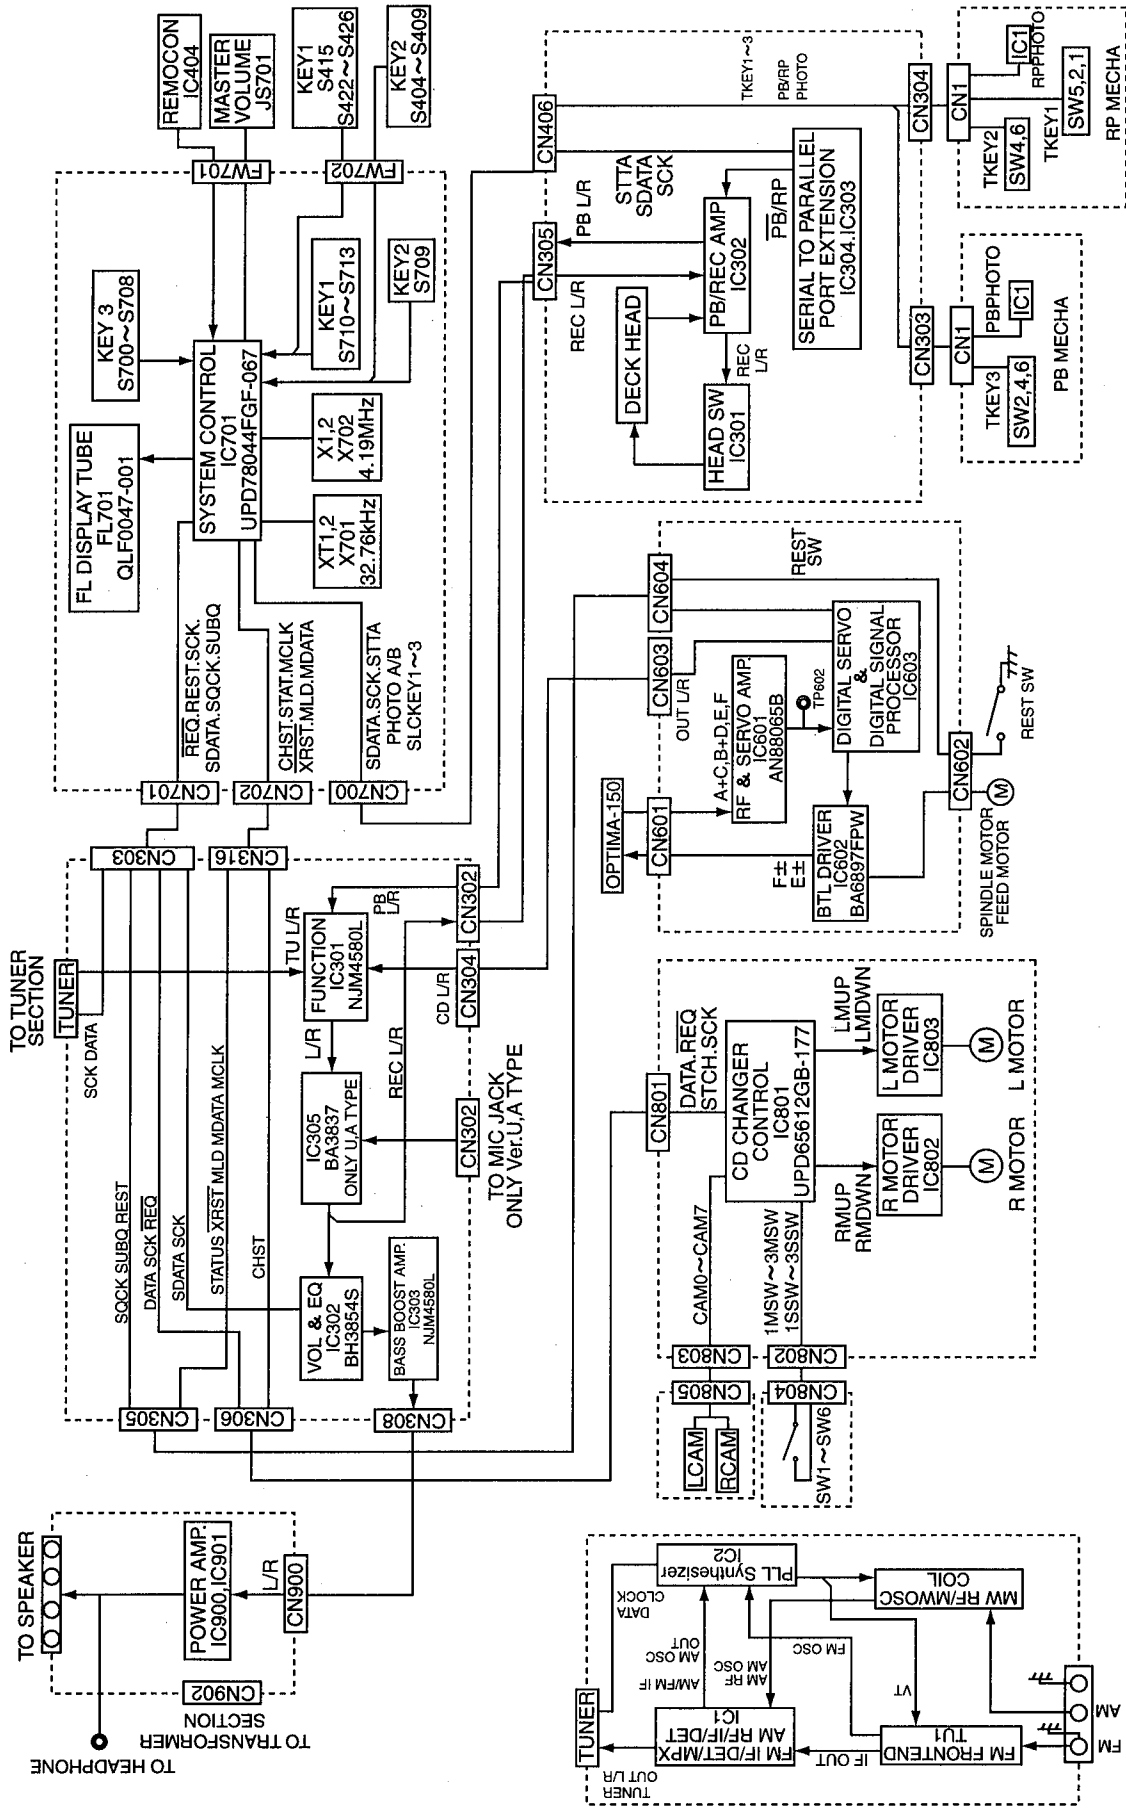 REMOCON
IC404
MASTER
VOLUME
JS701
KEY1
S415
S422~S426
KEY2
S404~S409
FW701
FW702
KEY 3
S700~S708
KEY1
S710~S713
KEY2
S709
FL DISPLAY TUBE
FL701
QLF0047-001
SYSTEM CONTROL
IC701
UPD78044FGF-067
X1,2
X702
4.19MHz
XT1,2
X701
32.76kHz
REQ.REST.SCK.
SDATA.SQCK.SUBQ
CHST.STAT.MCLK
XRST.MLD.MDATA
SDATA.SCK.STTA
PHOTO A/B
SLCKEY1~3
CN701
CN702
CN700
CN303
CN316
TO TUNER
SECTION
TUNER
SCK DATA
TU L/R
FUNCTION
IC301
NJM4580L
PB
L/R
CN302
CD L/R
CN304
L/R
REC L/R
IC305
BA3837
ONLY U,A TYPE
CN302
TO MIC JACK
ONLY Ver.U,A TYPE
SQCK SUBQ REST
DATA SCK REQ
SDATA SCK
STATUS XRST MLD MDATA MCLK
CHST
VOL & EQ
IC302
BH3854S
BASS BOOST AMP.
IC303
NJM4580L
CN305
CN306
CN308
TO SPEAKER
POWER AMP.
IC900,IC901
L/R
CN900
CN902
TO TRANSFORMER
SECTION
TO HEADPHONE
CN406
CN305
TKEY1~3
PB/RP
PHOTO
STTA
SDATA
SCK
PB L/R
REC L/R
PB/RP
SERIAL TO PARALLEL
PORT EXTENSION
IC304.IC303
PB/REC AMP
IC302
DECK HEAD
REC
L/R
HEAD SW
IC301
CN304
CN303
CN1
IC1
RPPHOTO
TKEY2
SW4,6
TKEY1
SW5,2,1
RP MECHA
CN1
PBPHOTO
IC1
TKEY3
SW2,4,6
PB MECHA
CN604
CN603
REST
SW
OUT L/R
OPTIMA-150
CN601
A+C,B+D,E,F
RF & SERVO AMP.
IC601
AN88065B
TP602
DIGITAL SERVO
&
DIGITAL SIGNAL
PROCESSOR
IC603
F±
E±
BTL DRIVER
IC602
BA6897FPW
CN602
SPINDLE MOTOR
FEED MOTOR
M
REST SW
CN801
DATA.REQ
STCH.SCK
CD CHANGER
CONTROL
IC801
UPD65612GB-177
LMUP
LMDWN
L MOTOR
DRIVER
IC803
M
L MOTOR
RMUP
RMDWN
R MOTOR
DRIVER
IC802
M
R MOTOR
CAM0~CAM7
1MSW~3MSW
1SSW~3SSW
CN803
CN802
CN805
CN804
LCAM
RCAM
SW1~SW6
TUNER
TUNER
OUT L/R
DATA
CLOCK
PLL Synthesizer
IC2
MW RF/MWOSC
COIL
AM OSC
OUT
AM/FM IF
AM RF
AM OSC
FM OSC
VT
FM IF/DET/MPX
AM RF/IF/DET
IC1
IF OUT
FM FRONTEND
TU1
FM
AM